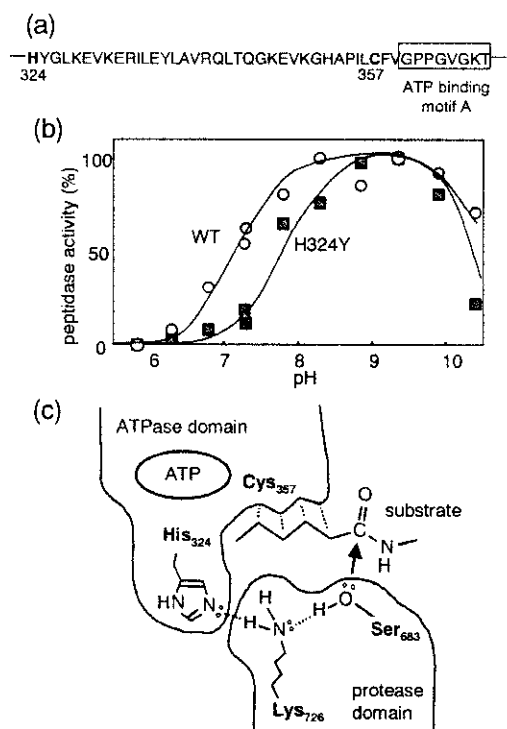 (a)
HYGLKEVKERILEYLAVRQLTQGKEVKGHAPILCFVGPPGVGKT
324 357
ATP binding
motif A
(b)
peptidase activity (%)
100
50
0
WT
H324Y
6 7 8 9 10
pH
(c)
ATPase domain
ATP
Cys357
O
substrate
C
N
H
His324
HN
N
H
H
N
H
O
Ser683
Lys726
protease
domain